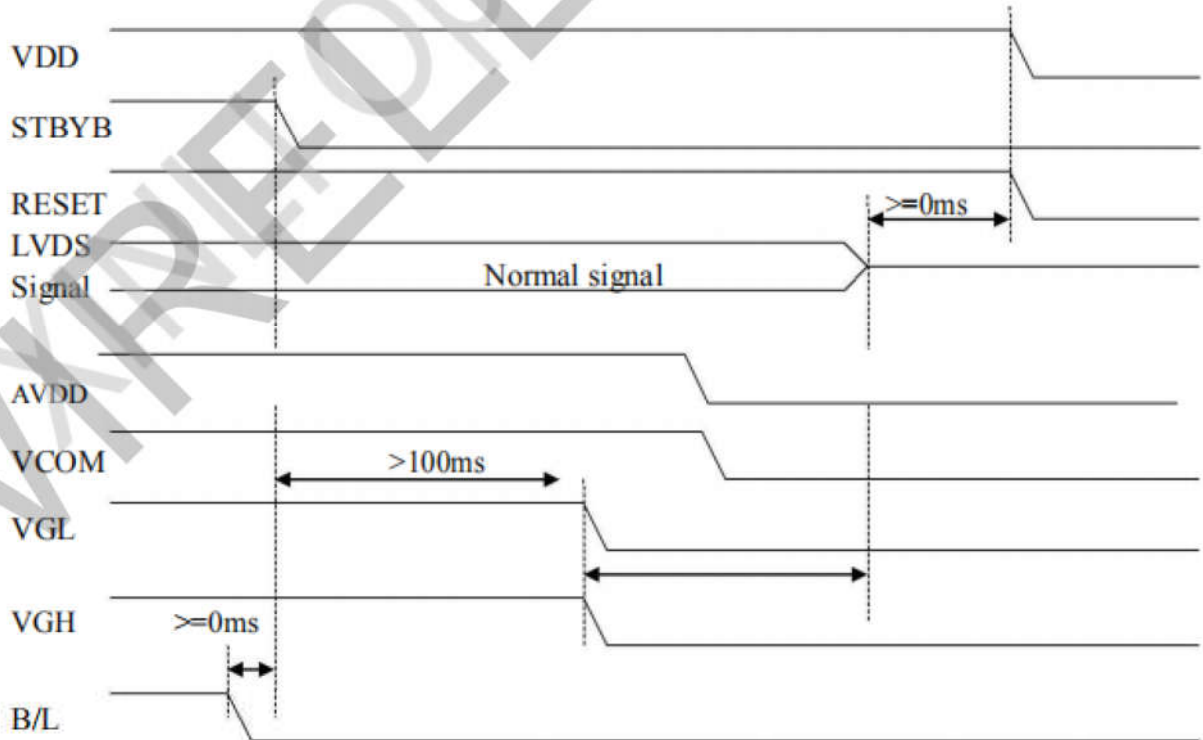 VDD
STBYB
RESET
>=0ms
LVDS
Signal
Normal signal
AVDD
VCOM
>100ms
VGL
VGH
>=0ms
B/L